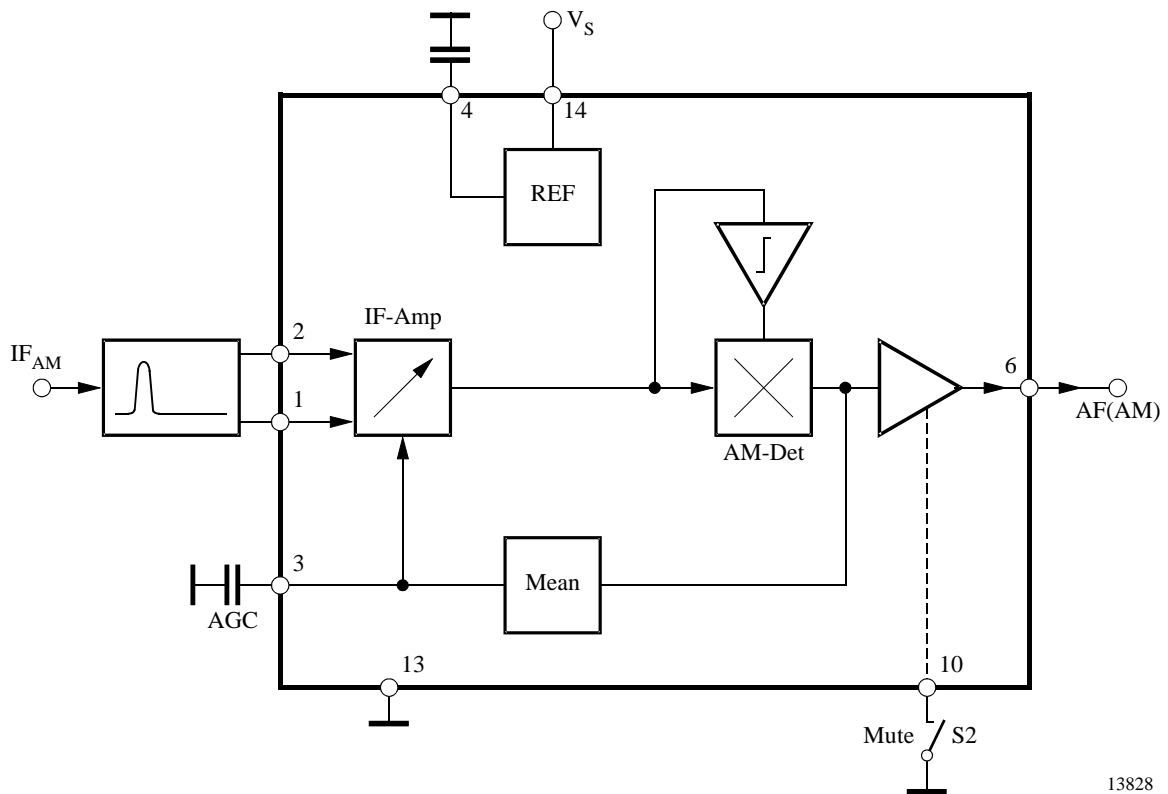 V_S
4
14
REF
IF-Amp
2
IF_AM
1
6
AF(AM)
AM-Det
3
Mean
AGC
13
10
Mute
S2
13828